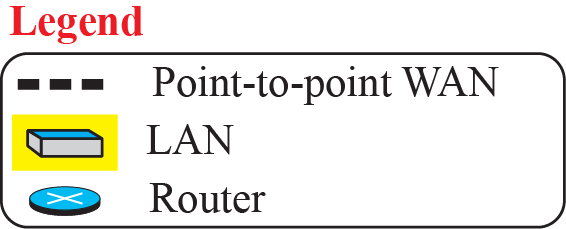 Legend
Point-to-point WAN
LAN
Router